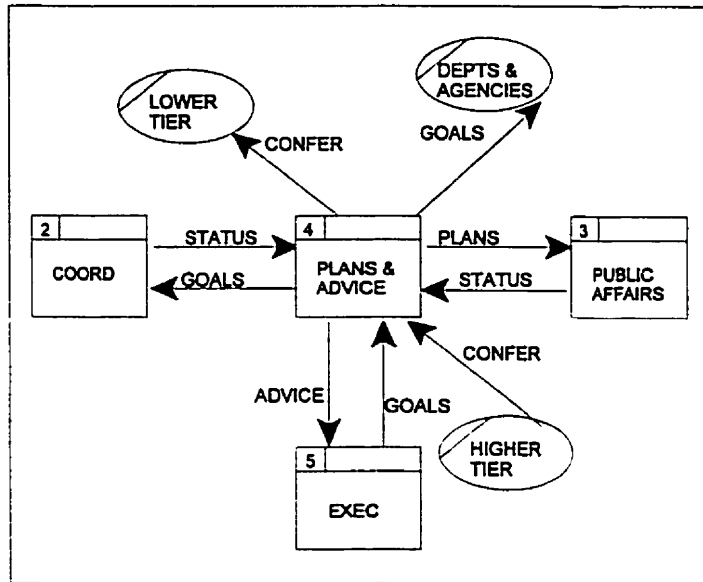 DEPTS &
AGENCIES
LOWER
TIER
CONFER
GOALS
2
COORD
STATUS
GOALS
4
PLANS &
ADVICE
PLANS
STATUS
3
PUBLIC
AFFAIRS
ADVICE
GOALS
CONFER
HIGHER
TIER
5
EXEC